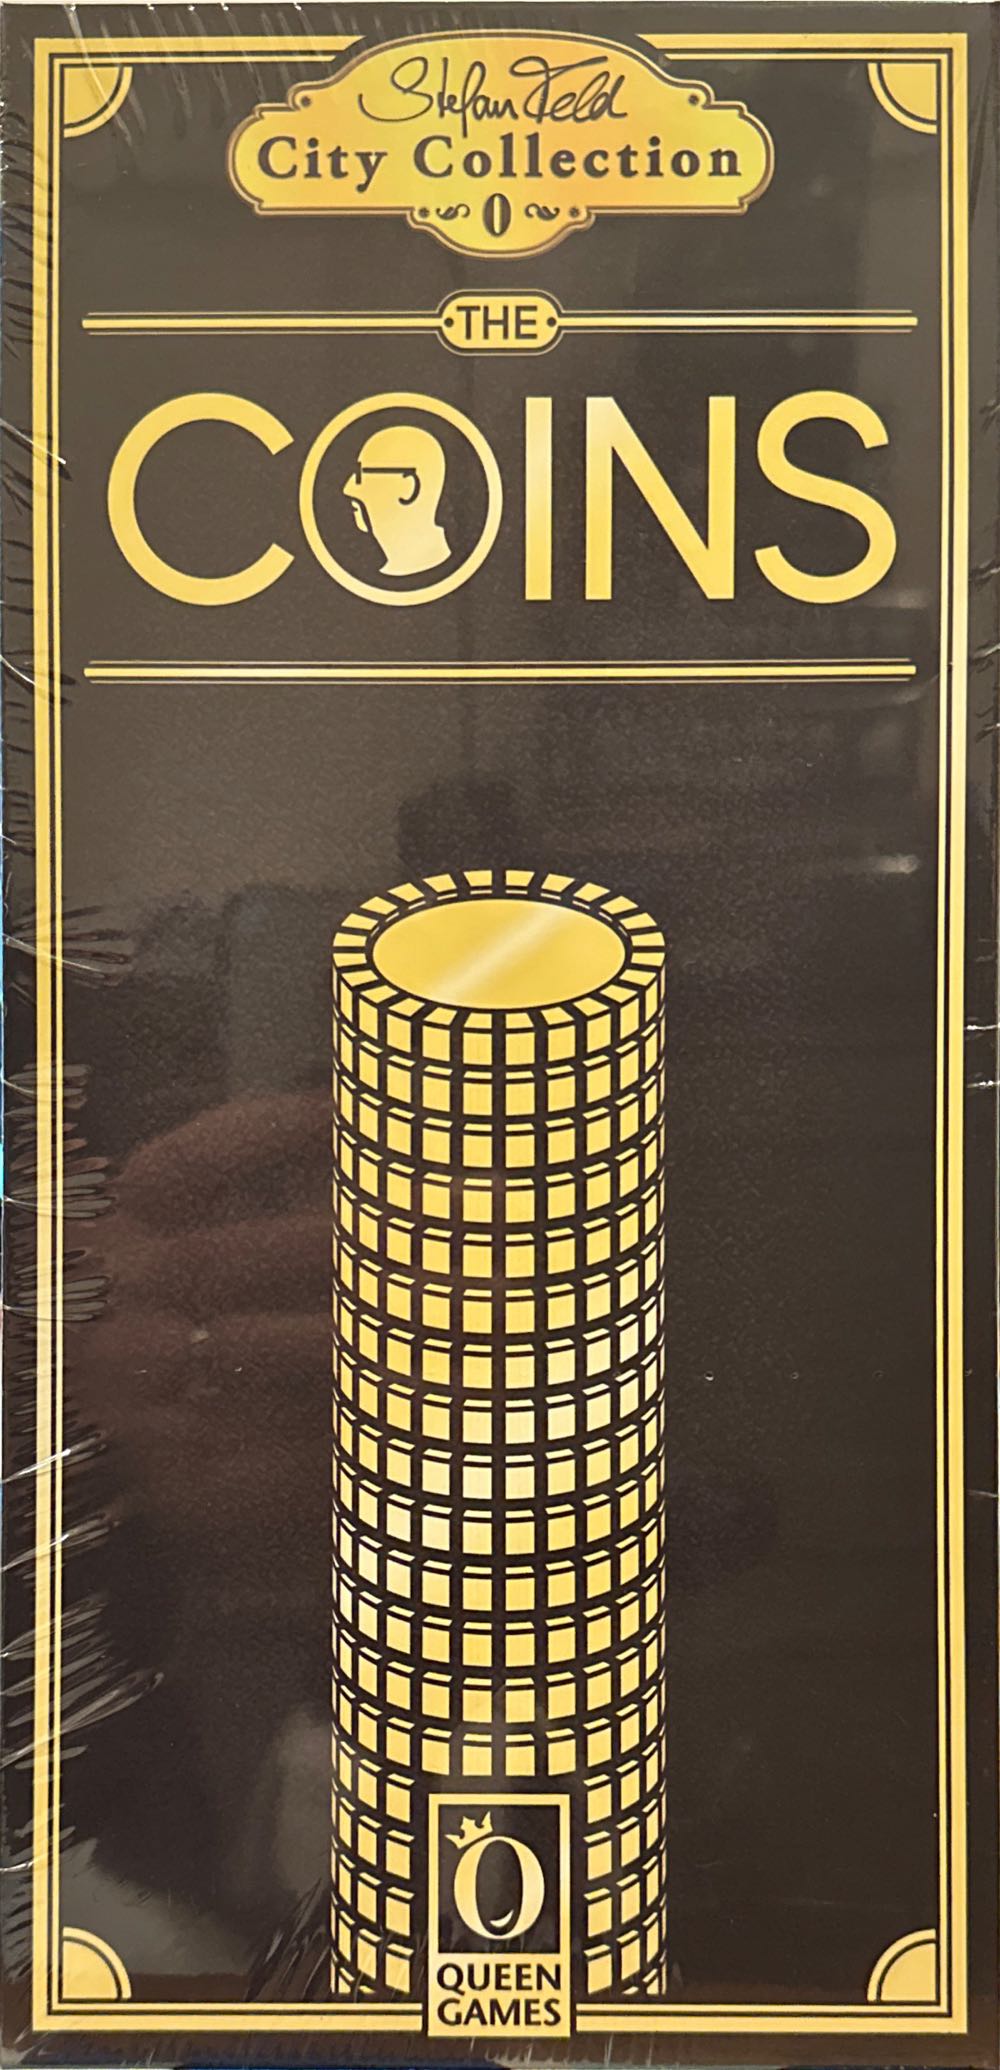 Stefan Feld
City Collection
0
THE
COINS
QUEEN
GAMES